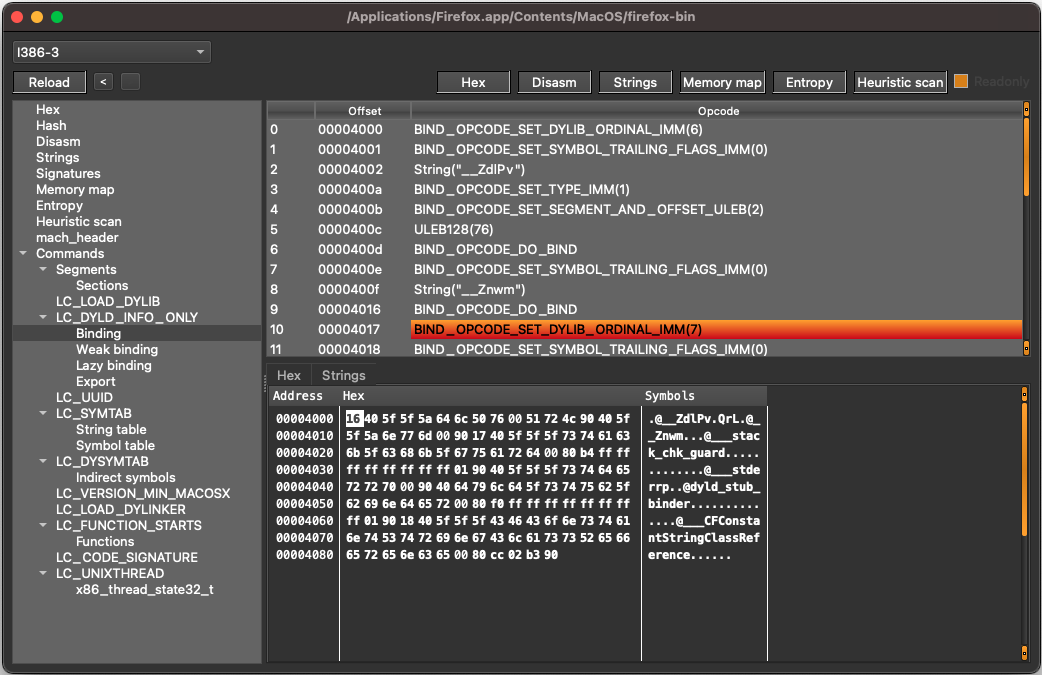 /Applications/Firefox.app/Contents/MacOS/firefox-bin
I386-3
Reload < Hex Disasm Strings Memory map Entropy Heuristic scan Readonly
Hex
Hash
Disasm
Strings
Signatures
Memory map
Entropy
Heuristic scan
mach_header
Commands
Segments
Sections
LC_LOAD_DYLIB
LC_DYLD_INFO_ONLY
Binding
Weak binding
Lazy binding
Export
LC_UUID
LC_SYMTAB
String table
Symbol table
LC_DYSYMTAB
Indirect symbols
LC_VERSION_MIN_MACOSX
LC_LOAD_DYLINKER
LC_FUNCTION_STARTS
Functions
LC_CODE_SIGNATURE
LC_UNIXTHREAD
x86_thread_state32_t
Offset Opcode
0 00004000 BIND_OPCODE_SET_DYLIB_ORDINAL_IMM(6)
1 00004001 BIND_OPCODE_SET_SYMBOL_TRAILING_FLAGS_IMM(0)
2 00004002 String("__ZdlPv")
3 0000400a BIND_OPCODE_SET_TYPE_IMM(1)
4 0000400b BIND_OPCODE_SET_SEGMENT_AND_OFFSET_ULEB(2)
5 0000400c ULEB128(76)
6 0000400d BIND_OPCODE_DO_BIND
7 0000400e BIND_OPCODE_SET_SYMBOL_TRAILING_FLAGS_IMM(0)
8 0000400f String("__Znwm")
9 00004016 BIND_OPCODE_DO_BIND
10 00004017 BIND_OPCODE_SET_DYLIB_ORDINAL_IMM(7)
11 00004018 BIND_OPCODE_SET_SYMBOL_TRAILING_FLAGS_IMM(0)
Hex Strings
Address Hex Symbols
00004000 16 40 5f 5f 5a 64 6c 50 76 00 51 72 4c 90 40 5f .@__ZdlPv.QrL.@_
00004010 5f 5a 6e 77 6d 00 90 17 40 5f 5f 5f 73 74 61 63 _Znwm...@___stac
00004020 6b 5f 63 68 6b 5f 67 75 61 72 64 00 80 b4 ff ff k_chk_guard.....
00004030 ff ff ff ff ff ff 01 90 40 5f 5f 5f 73 74 64 65 ........@___stde
00004040 72 72 70 00 90 40 64 79 6c 64 5f 73 74 75 62 5f rrp..@dyld_stub_
00004050 62 69 6e 64 65 72 00 80 f0 ff ff ff ff ff ff ff binder..........
00004060 ff 01 90 18 40 5f 5f 5f 43 46 43 6f 6e 73 74 61 ....@___CFConsta
00004070 6e 74 53 74 72 69 6e 67 43 6c 61 73 73 52 65 66 ntStringClassRef
00004080 65 72 65 6e 63 65 00 80 cc 02 b3 90 erence......